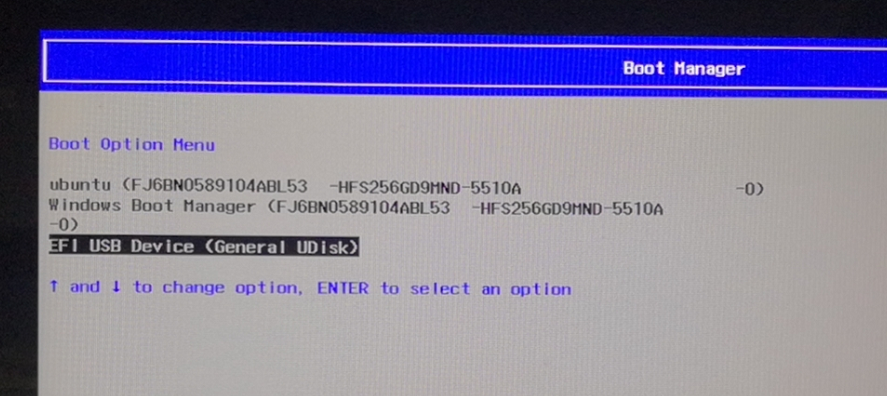 Boot Manager
Boot Option Menu
ubuntu (FJ6BN0589104ABL53 -HFS256GD9MND-5510A -0)
Windows Boot Manager (FJ6BN0589104ABL53 -HFS256GD9MND-5510A
-0)
EFI USB Device (General UDisk)
↑ and ↓ to change option, ENTER to select an option